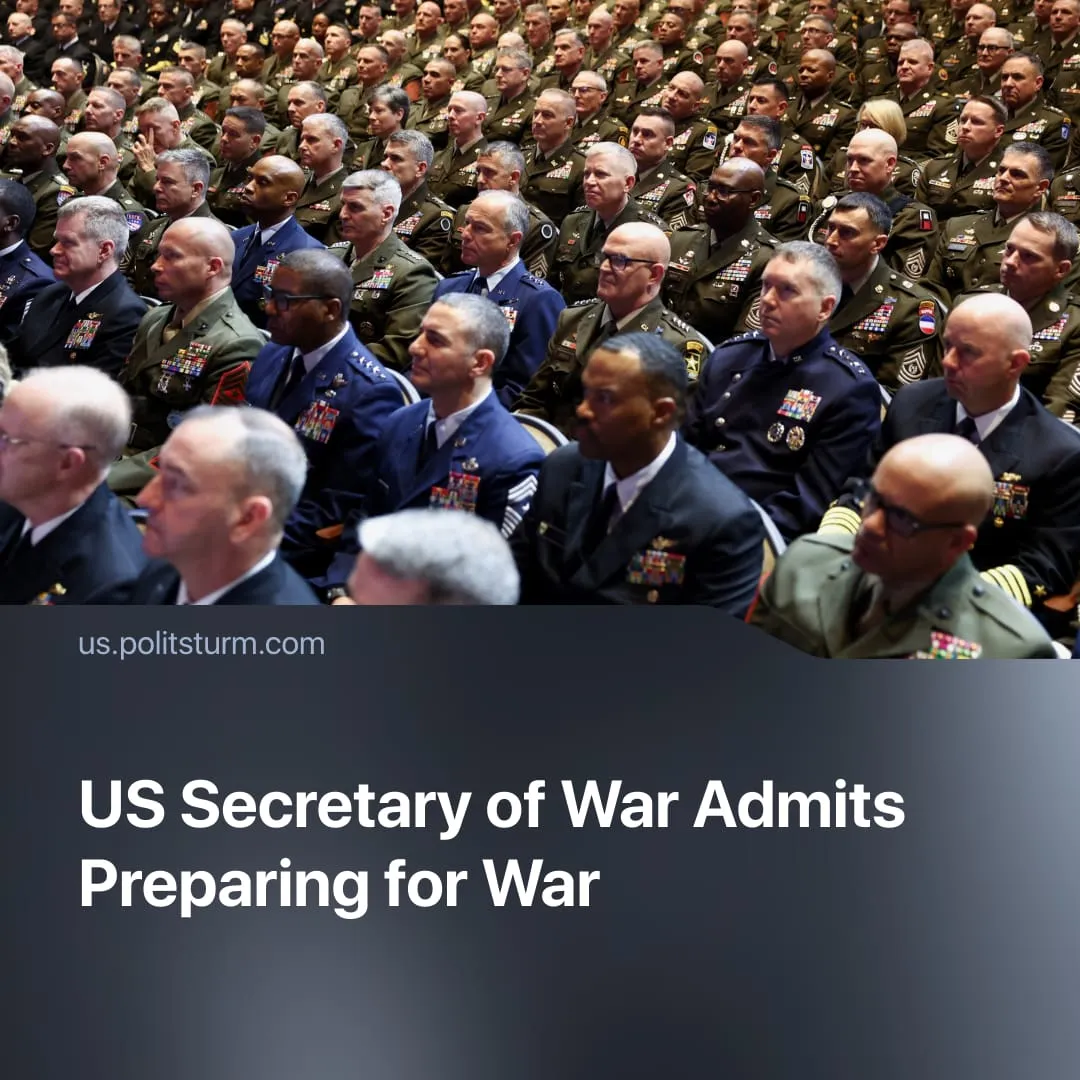 us.politsturm.com
US Secretary of War Admits
Preparing for War